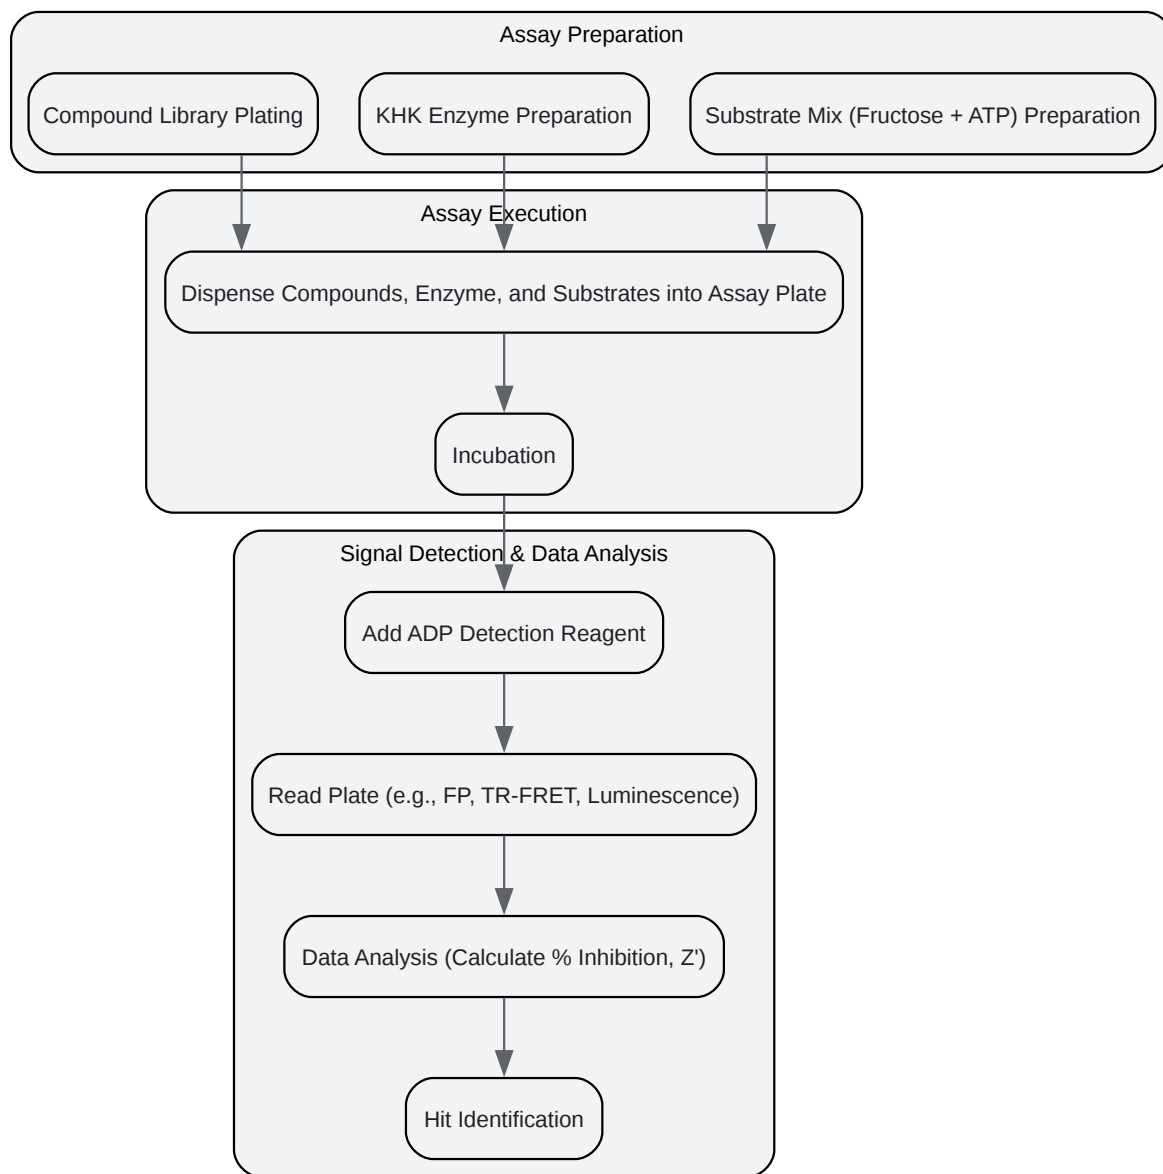 Assay Preparation
Compound Library Plating
KHK Enzyme Preparation
Substrate Mix (Fructose + ATP) Preparation
Assay Execution
Dispense Compounds, Enzyme, and Substrates into Assay Plate
Incubation
Signal Detection & Data Analysis
Add ADP Detection Reagent
Read Plate (e.g., FP, TR-FRET, Luminescence)
Data Analysis (Calculate % Inhibition, Z')
Hit Identification